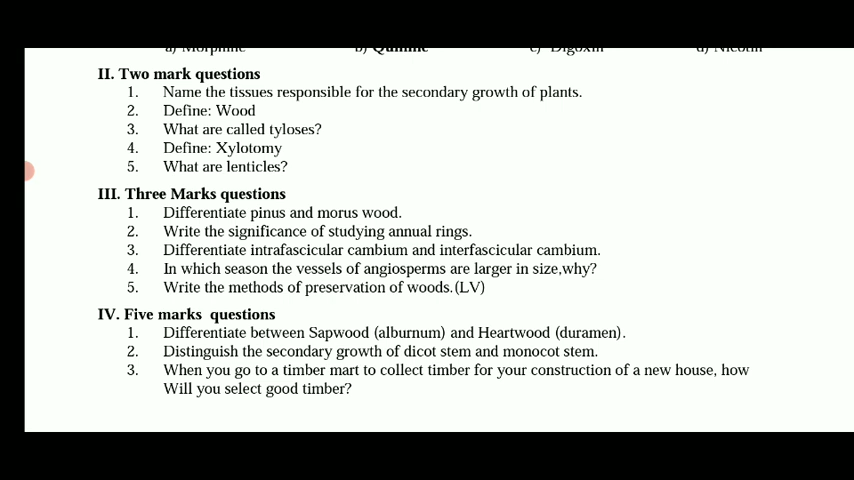 a) Morphine b) Quinine c) Digoxin d) Nicotin
II. Two mark questions
1. Name the tissues responsible for the secondary growth of plants.
2. Define: Wood
3. What are called tyloses?
4. Define: Xylotomy
5. What are lenticles?
III. Three Marks questions
1. Differentiate pinus and morus wood.
2. Write the significance of studying annual rings.
3. Differentiate intrafascicular cambium and interfascicular cambium.
4. In which season the vessels of angiosperms are larger in size,why?
5. Write the methods of preservation of woods.(LV)
IV. Five marks questions
1. Differentiate between Sapwood (alburnum) and Heartwood (duramen).
2. Distinguish the secondary growth of dicot stem and monocot stem.
3. When you go to a timber mart to collect timber for your construction of a new house, how
Will you select good timber?